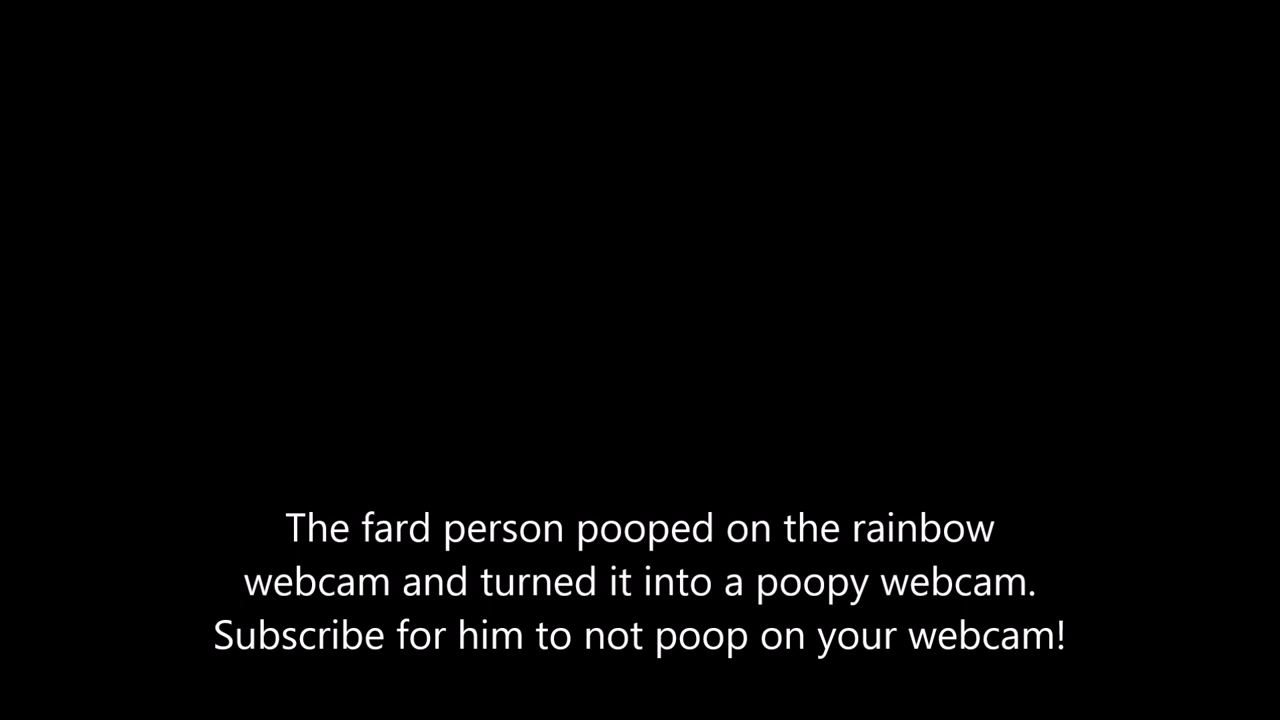 The fard person pooped on the rainbow
webcam and turned it into a poopy webcam.
Subscribe for him to not poop on your webcam!